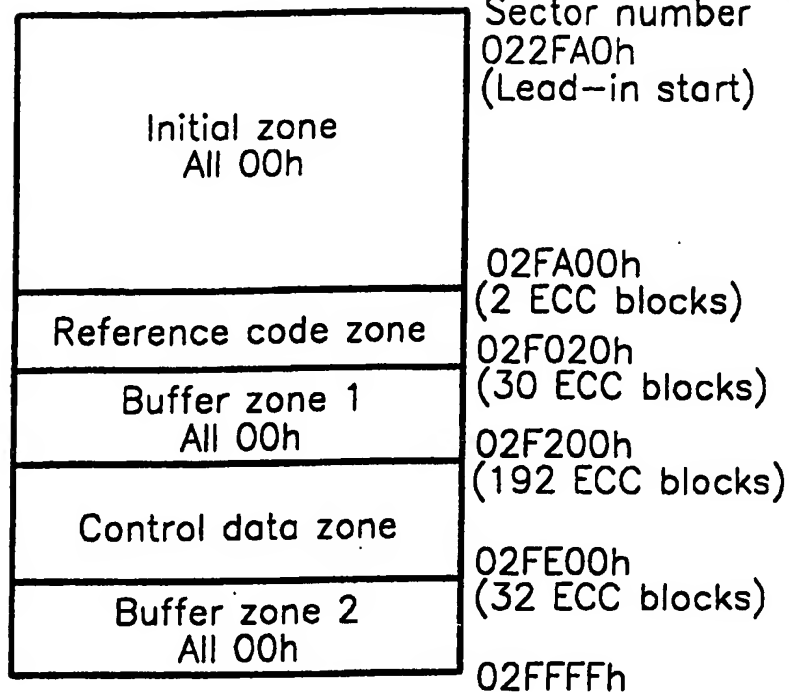 Sector number
022FA0h
(Lead-in start)
Initial zone
All 00h
02FA00h
(2 ECC blocks)
Reference code zone
02F020h
(30 ECC blocks)
Buffer zone 1
All 00h
02F200h
(192 ECC blocks)
Control data zone
02FE00h
(32 ECC blocks)
Buffer zone 2
All 00h
02FFFFh